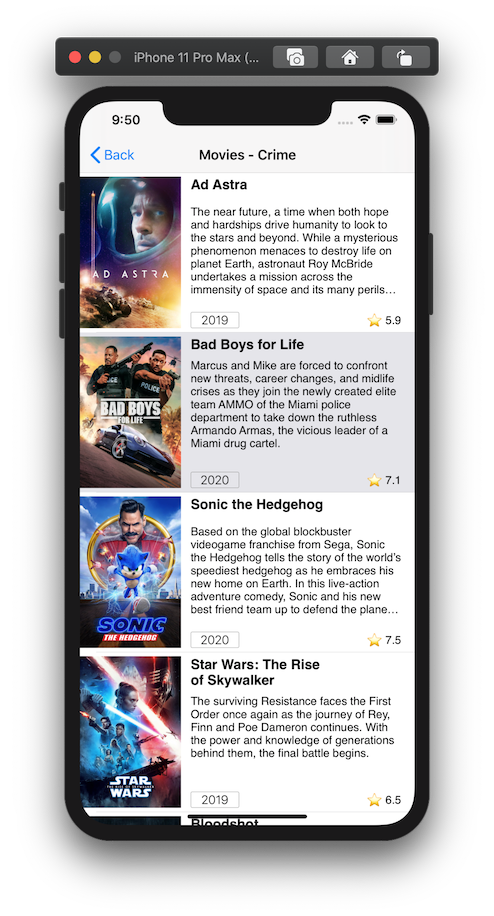 iPhone 11 Pro Max (...
9:50
Back
Movies - Crime
AD ASTRA
Ad Astra
The near future, a time when both hope
and hardships drive humanity to look to
the stars and beyond. While a mysterious
phenomenon menaces to destroy life on
planet Earth, astronaut Roy McBride
undertakes a mission across the
immensity of space and its many perils…
2019
5.9
POLICE
POLICE
BAD BOYS
FOR LIFE
Bad Boys for Life
Marcus and Mike are forced to confront
new threats, career changes, and midlife
crises as they join the newly created elite
team AMMO of the Miami police
department to take down the ruthless
Armando Armas, the vicious leader of a
Miami drug cartel.
2020
7.1
SONIC
THE HEDGEHOG
Sonic the Hedgehog
Based on the global blockbuster
videogame franchise from Sega, Sonic
the Hedgehog tells the story of the world’s
speediest hedgehog as he embraces his
new home on Earth. In this live-action
adventure comedy, Sonic and his new
best friend team up to defend the plane…
2020
7.5
STAR
WARS
THE RISE OF SKYWALKER
Star Wars: The Rise
of Skywalker
The surviving Resistance faces the First
Order once again as the journey of Rey,
Finn and Poe Dameron continues. With
the power and knowledge of generations
behind them, the final battle begins.
2019
6.5
Bloodshot